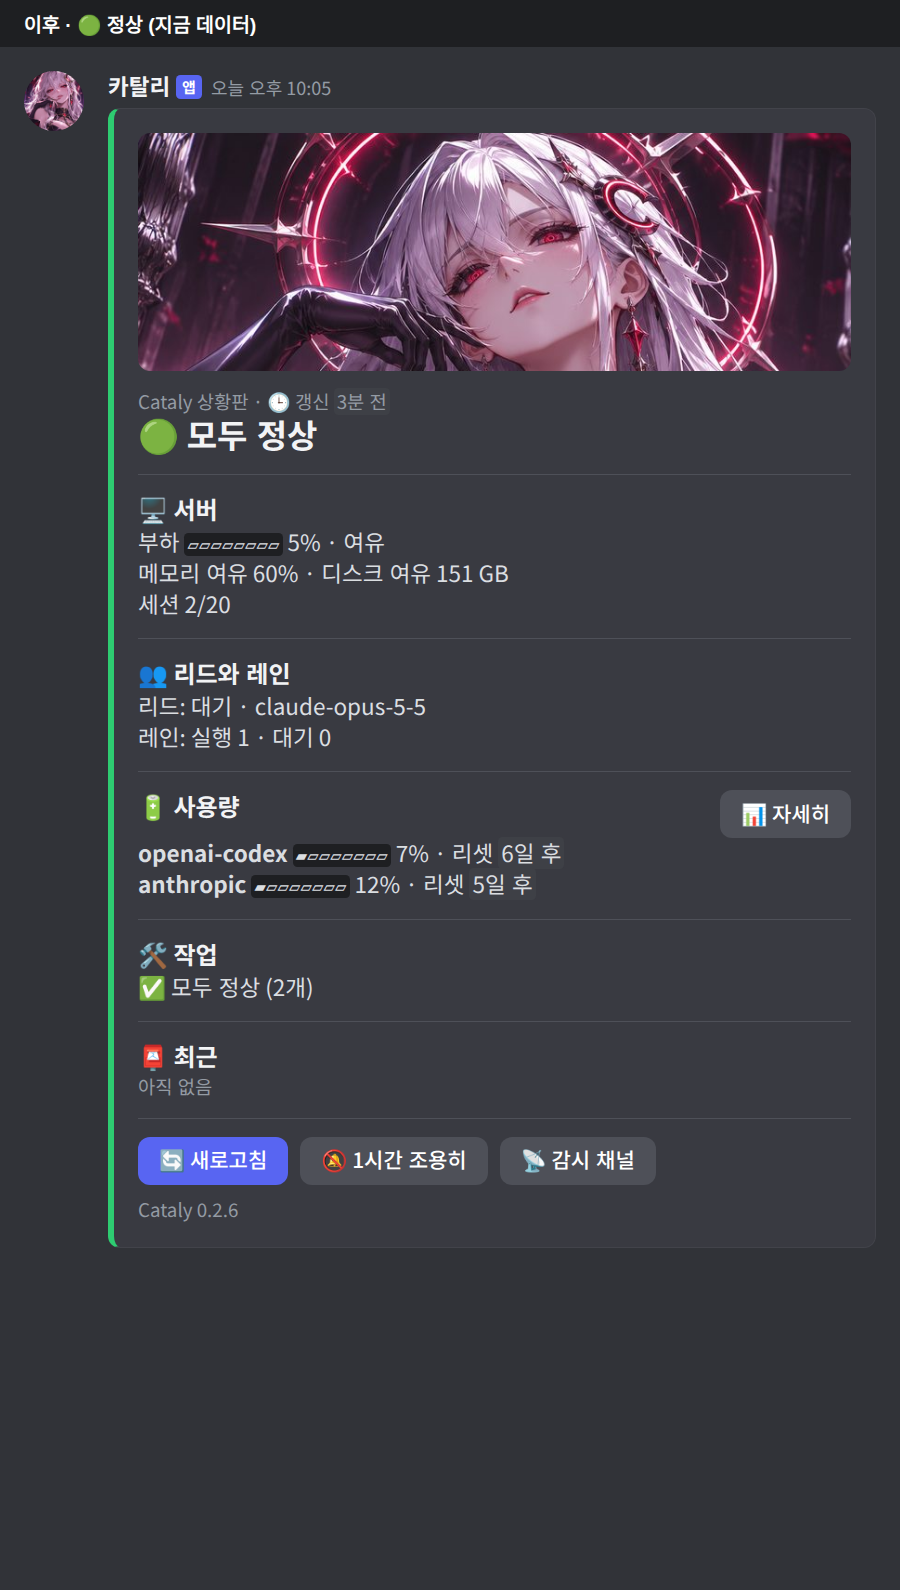 이후 · 🟢 정상 (지금 데이터)
카탈리 앱 오늘 오후 10:05
Cataly 상황판 · 🕒 갱신 3분 전
🟢 모두 정상
🖥️ 서버
부하 ▱▱▱▱▱▱▱▱ 5% · 여유
메모리 여유 60% · 디스크 여유 151 GB
세션 2/20
👥 리드와 레인
리드: 대기 · claude-opus-5-5
레인: 실행 1 · 대기 0
🔋 사용량
📊 자세히
openai-codex ▰▱▱▱▱▱▱▱ 7% · 리셋 6일 후
anthropic ▰▱▱▱▱▱▱▱ 12% · 리셋 5일 후
🛠️ 작업
✅ 모두 정상 (2개)
📮 최근
아직 없음
🔄 새로고침 🔕 1시간 조용히 📡 감시 채널
Cataly 0.2.6